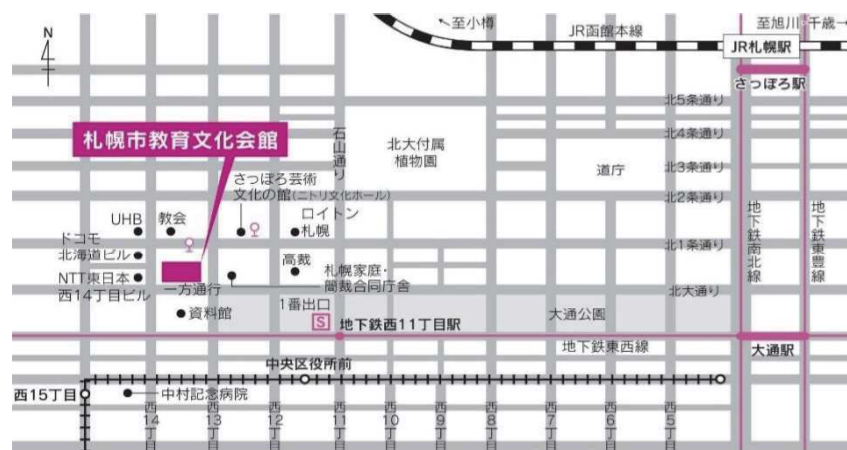 ←至小樽
JR函館本線
至旭川・千歳→
N
JR札幌駅
さっぽろ駅
北5条通り
札幌市教育文化会館
石山通り
北大付属
植物園
北4条通り
道庁
北3条通り
さっぽろ芸術
文化の館(ニトリ文化ホール)
北2条通り
UHB
教会
ロイトン
札幌
地下鉄南北線
地下鉄東豊線
ドコモ
北海道ビル
北1条通り
高裁
札幌家庭・
簡裁合同庁舎
NTT東日本
西14丁目ビル
一方通行
北大通り
1番出口
資料館
S
地下鉄西11丁目駅
大通公園
地下鉄東西線
大通駅
中央区役所前
西15丁目
中村記念病院
西14丁目
西13丁目
西12丁目
西11丁目
西10丁目
西9丁目
西8丁目
西7丁目
西6丁目
西5丁目